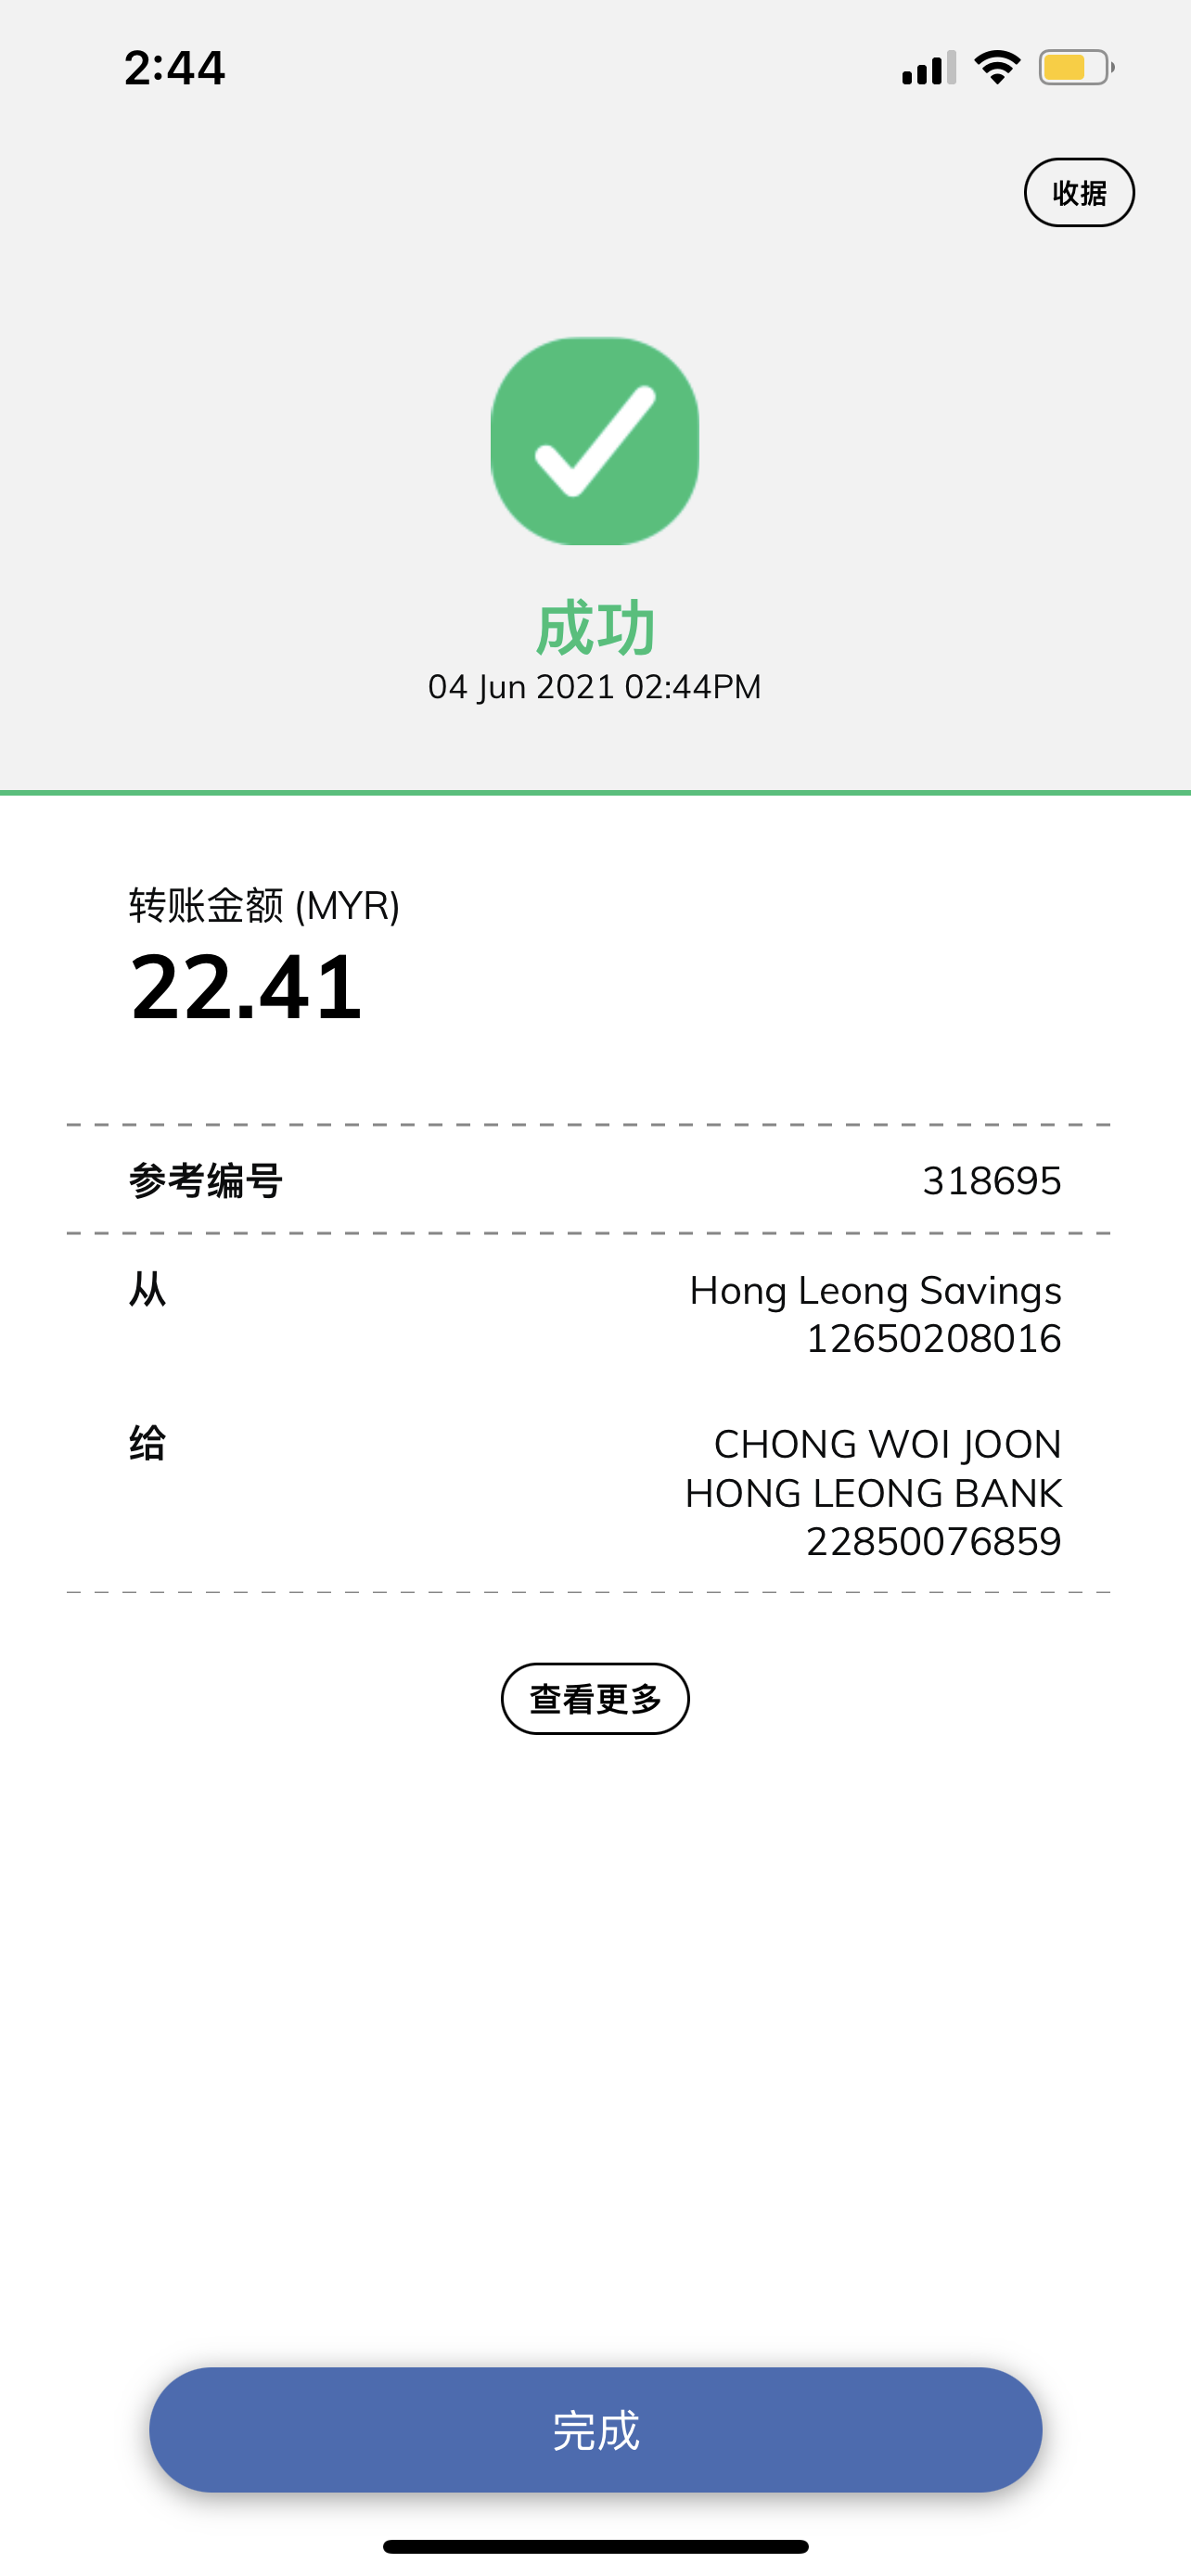 2:44
收据
成功
04 Jun 2021 02:44PM
转账金额 (MYR)
22.41
参考编号 318695
从 Hong Leong Savings
12650208016
给 CHONG WOI JOON
HONG LEONG BANK
22850076859
查看更多
完成